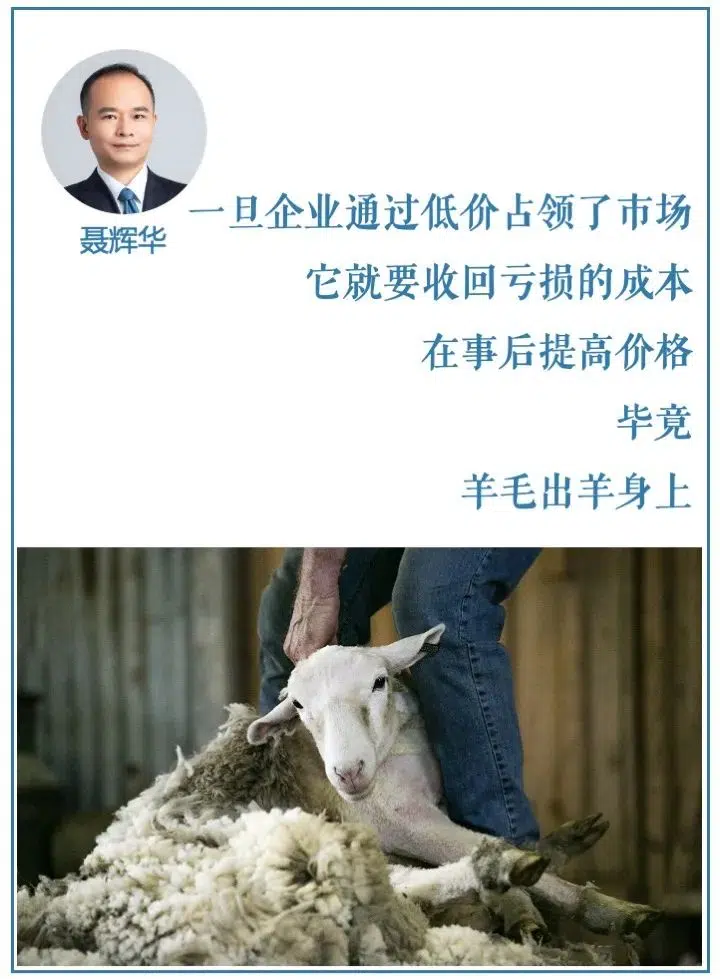 聂辉华
一旦企业通过低价占领了市场
它就要收回亏损的成本
在事后提高价格
毕竟
羊毛出羊身上